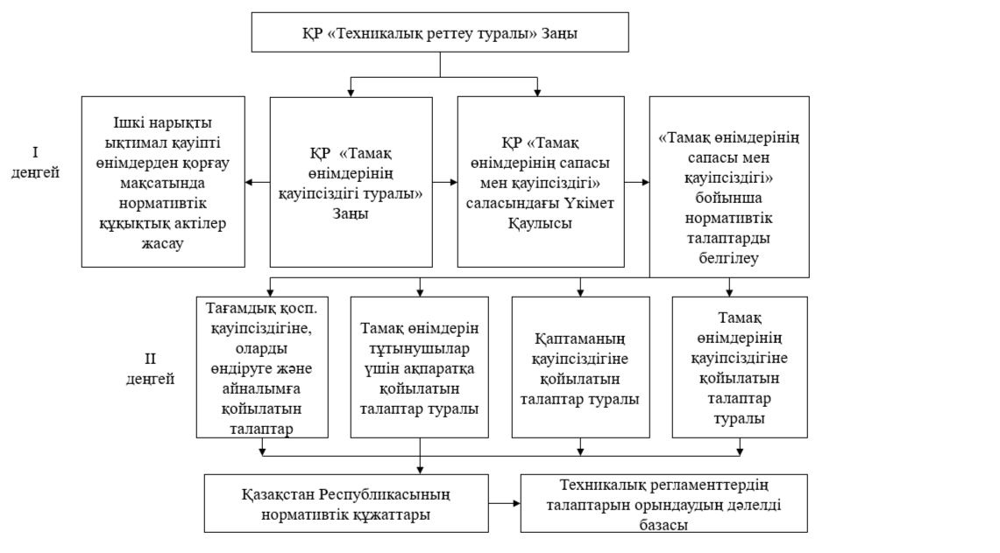 ҚР «Техникалық реттеу туралы» Заңы
І
деңгей
Ішкі нарықты
ықтимал қауіпті
өнімдерден қорғау
мақсатында
нормативтік
құқықтық актілер
жасау
ҚР «Тамақ
өнімдерінің
қауіпсіздігі туралы»
Заңы
ҚР «Тамақ
өнімдерінің сапасы
мен қауіпсіздігі»
саласындағы Үкімет
Қаулысы
«Тамақ өнімдерінің
сапасы мен
қауіпсіздігі»
бойынша
нормативтік
талаптарды
белгілеу
ІІ
деңгей
Тағамдық қосп.
қауіпсіздігіне,
оларды
өндіруге және
айналымға
қойылатын
талаптар
Тамақ өнімдерін
тұтынушылар
үшін ақпаратқа
қойылатын
талаптар туралы
Қаптаманың
қауіпсіздігіне
қойылатын
талаптар туралы
Тамақ
өнімдерінің
қауіпсіздігіне
қойылатын
талаптар
туралы
Қазақстан Республикасының
нормативтік құжаттары
Техникалық регламенттердің
талаптарын орындаудың дәлелді
базасы